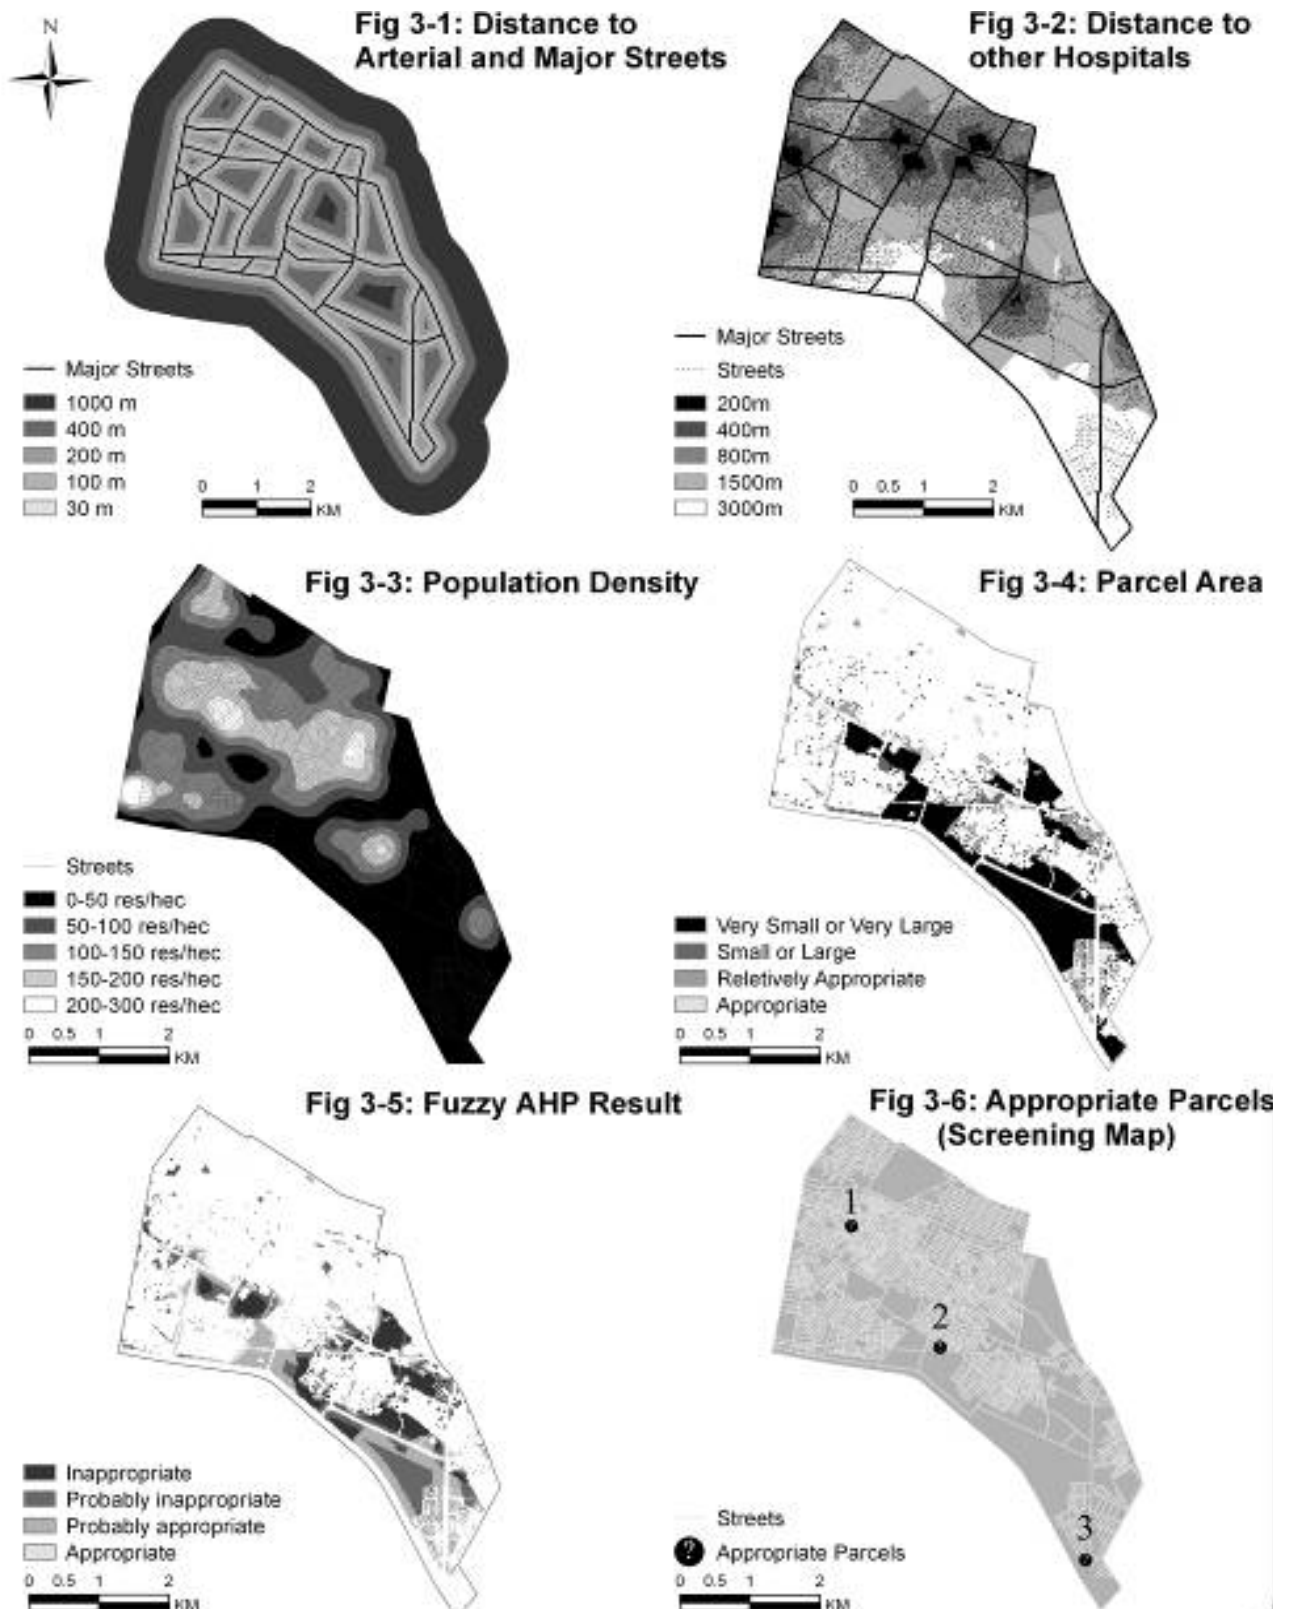 N
Fig 3-1: Distance to
Arterial and Major Streets
Major Streets
1000 m
400 m
200 m
100 m
30 m
0 1 2
KM
Fig 3-2: Distance to
other Hospitals
Major Streets
Streets
200m
400m
800m
1500m
3000m
0 0.5 1 2
KM
Fig 3-3: Population Density
Streets
0-50 res/hec
50-100 res/hec
100-150 res/hec
150-200 res/hec
200-300 res/hec
0 0.5 1 2
KM
Fig 3-4: Parcel Area
Very Small or Very Large
Small or Large
Reletively Appropriate
Appropriate
0 0.5 1 2
KM
Fig 3-5: Fuzzy AHP Result
Inappropriate
Probably inappropriate
Probably appropriate
Appropriate
0 0.5 1 2
KM
Fig 3-6: Appropriate Parcels
(Screening Map)
1
2
3
Streets
? Appropriate Parcels
0 0.5 1 2
KM